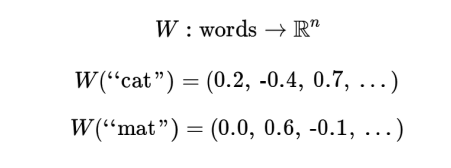 W : words → ℝⁿ
W(“cat”) = (0.2, -0.4, 0.7, … )
W(“mat”) = (0.0, 0.6, -0.1, … )